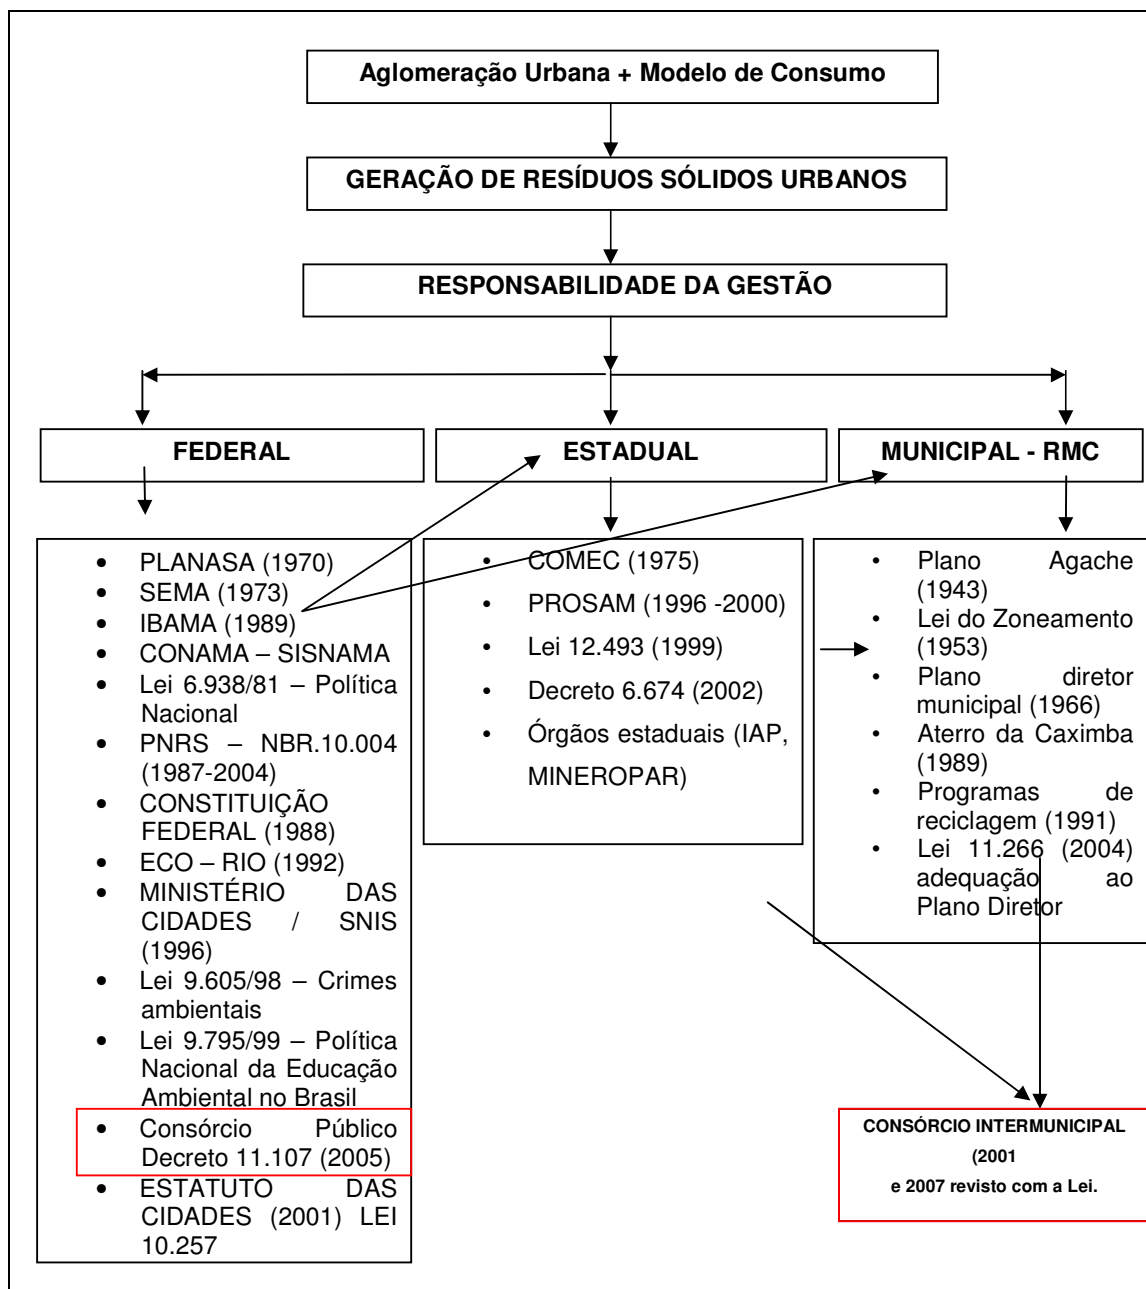 Aglomeração Urbana + Modelo de Consumo
GERAÇÃO DE RESÍDUOS SÓLIDOS URBANOS
RESPONSABILIDADE DA GESTÃO
FEDERAL
ESTADUAL
MUNICIPAL - RMC
• PLANASA (1970)
• SEMA (1973)
• IBAMA (1989)
• CONAMA – SISNAMA
• Lei 6.938/81 – Política
Nacional
• PNRS – NBR.10.004
(1987-2004)
• CONSTITUIÇÃO
FEDERAL (1988)
• ECO – RIO (1992)
• MINISTÉRIO DAS
CIDADES / SNIS
(1996)
• Lei 9.605/98 – Crimes
ambientais
• Lei 9.795/99 – Política
Nacional da Educação
Ambiental no Brasil
• Consórcio Público
Decreto 11.107 (2005)
• ESTATUTO DAS
CIDADES (2001) LEI
10.257
• COMEC (1975)
• PROSAM (1996 -2000)
• Lei 12.493 (1999)
• Decreto 6.674 (2002)
• Órgãos estaduais (IAP,
MINEROPAR)
• Plano Agache
(1943)
• Lei do Zoneamento
(1953)
• Plano diretor
municipal (1966)
• Aterro da Caximba
(1989)
• Programas de
reciclagem (1991)
• Lei 11.266 (2004)
adequação ao
Plano Diretor
CONSÓRCIO INTERMUNICIPAL
(2001
e 2007 revisto com a Lei.